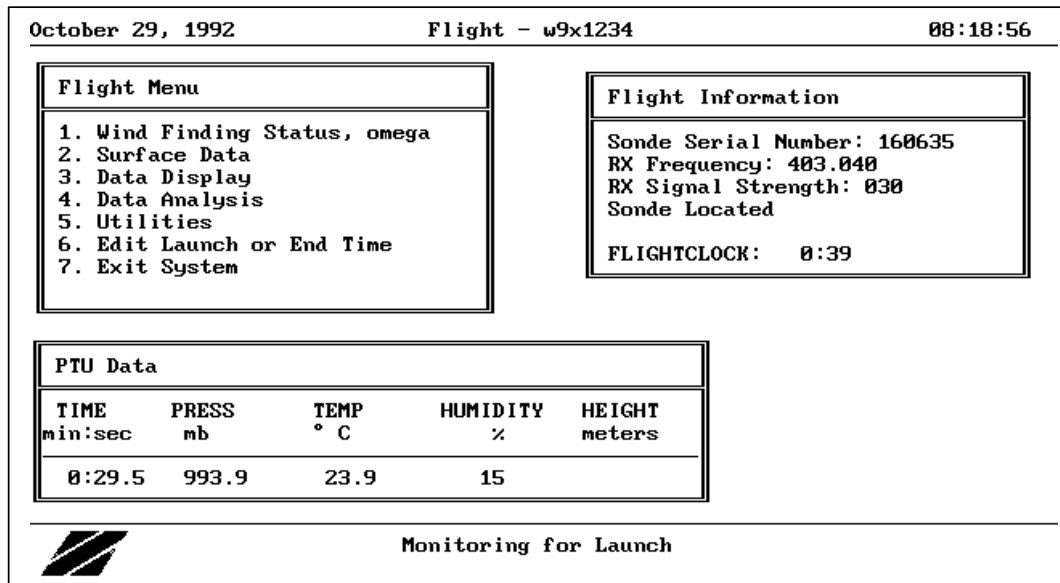 October 29, 1992 Flight - w9x1234 08:18:56
Flight Menu
1. Wind Finding Status, omega
2. Surface Data
3. Data Display
4. Data Analysis
5. Utilities
6. Edit Launch or End Time
7. Exit System
Flight Information
Sonde Serial Number: 160635
RX Frequency: 403.040
RX Signal Strength: 030
Sonde Located
FLIGHTCLOCK: 0:39
PTU Data
TIME PRESS TEMP HUMIDITY HEIGHT
min:sec mb ° C % meters
0:29.5 993.9 23.9 15
Monitoring for Launch